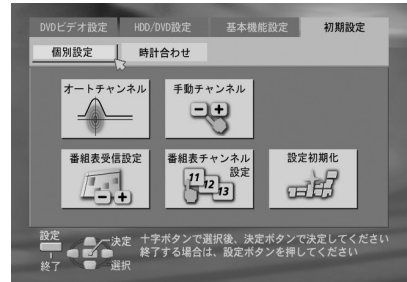 DVDビデオ設定 HDD/DVD設定 基本機能設定 初期設定
個別設定 時計合わせ
オートチャンネル 手動チャンネル
番組表受信設定 番組表チャンネル設定 設定初期化
11 12 13
設定 決定 十字ボタンで選択後、決定ボタンで決定してください
終了 選択 終了する場合は、設定ボタンを押してください